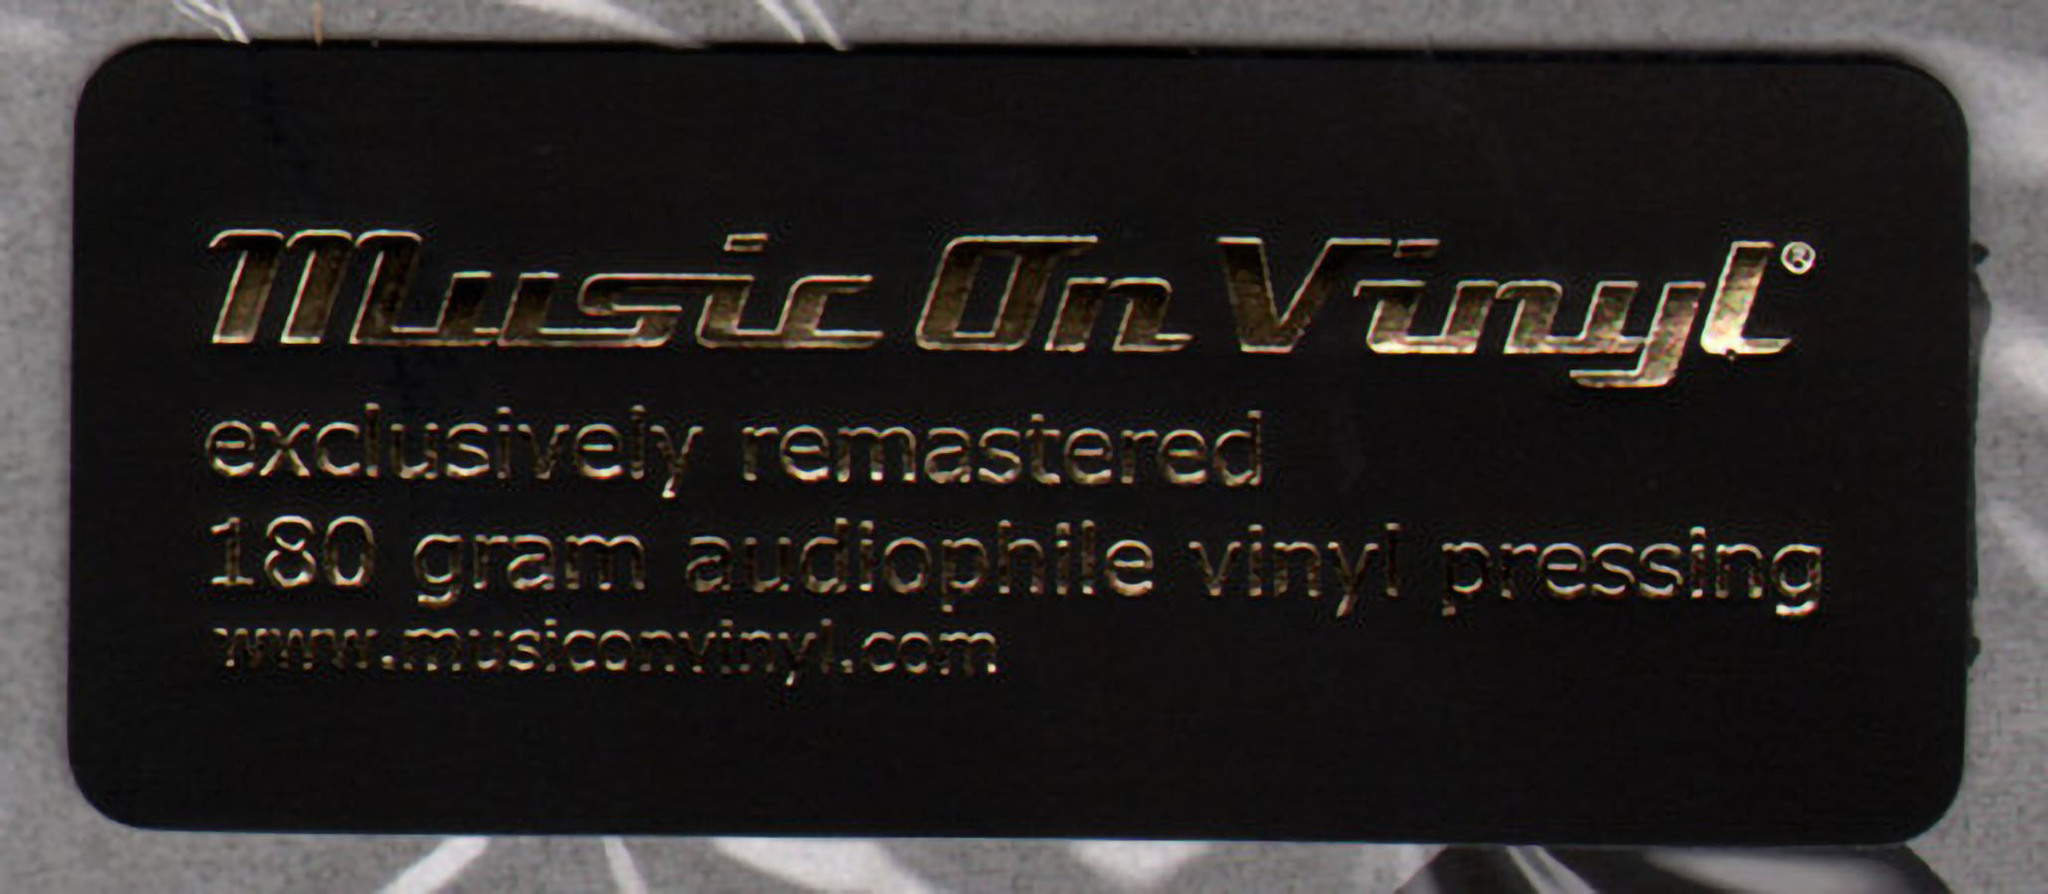 Music On Vinyl®
exclusively remastered
180 gram audiophile vinyl pressing
www.musiconvinyl.com